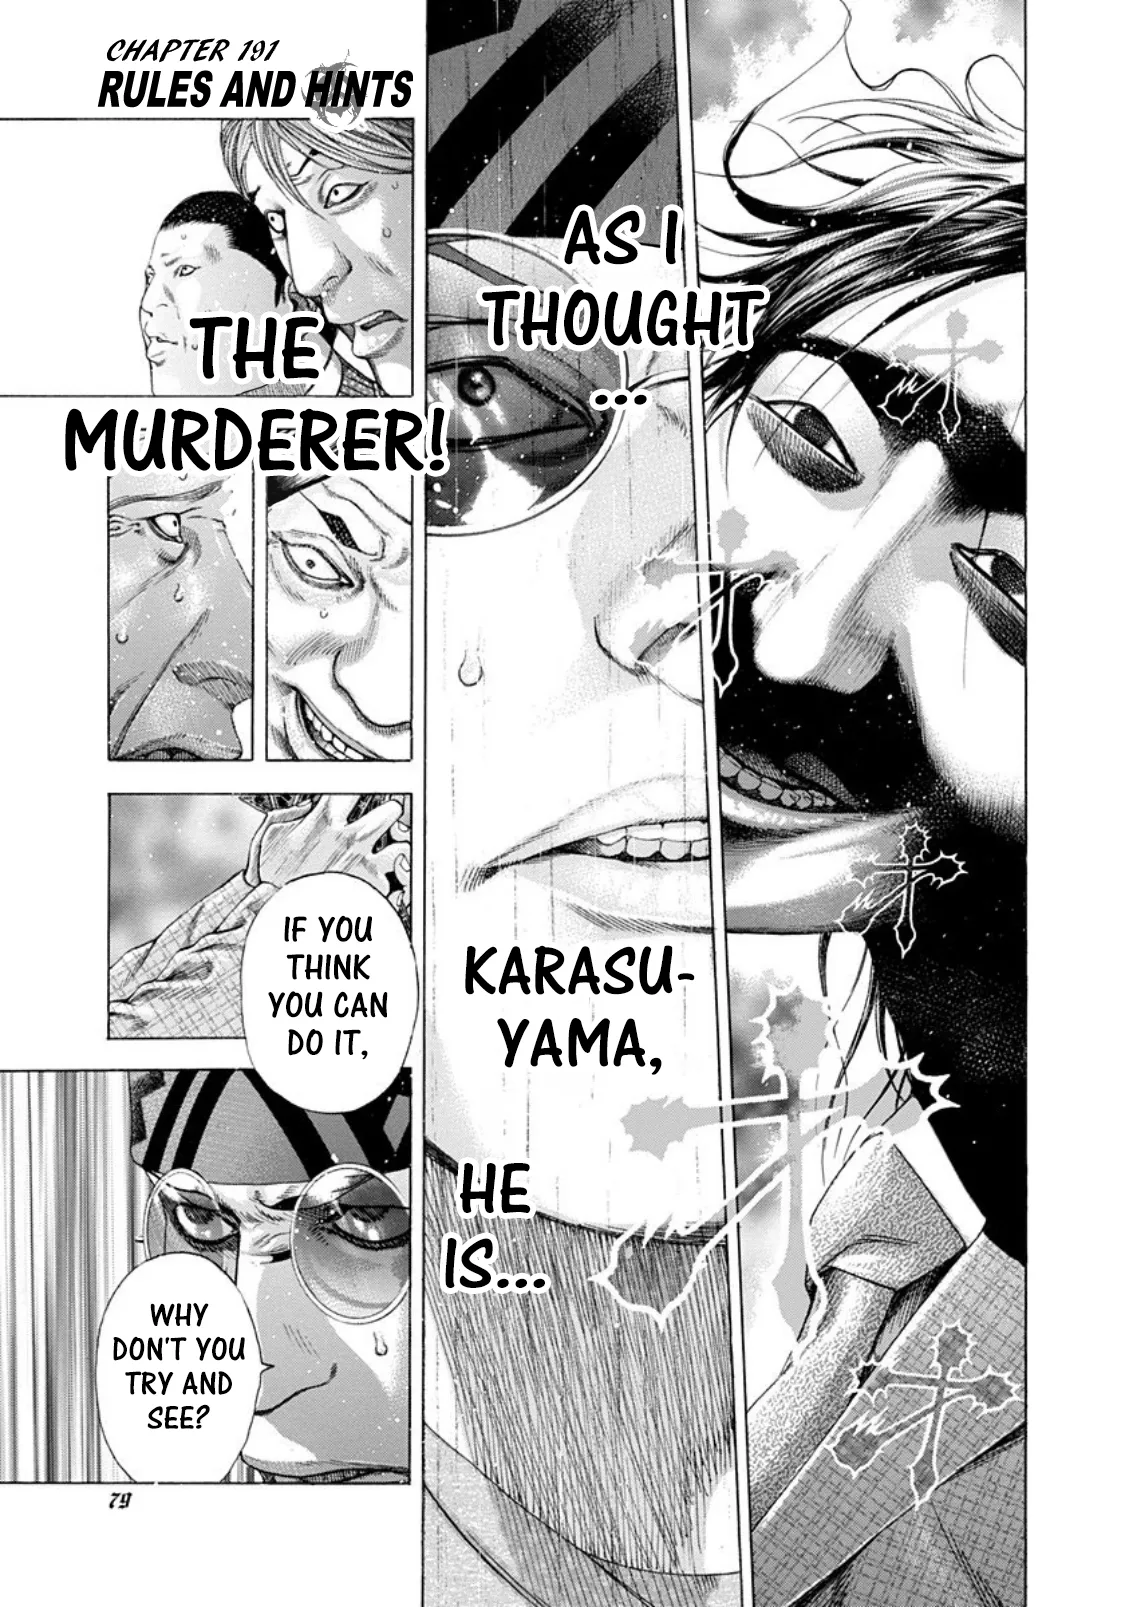 CHAPTER 191
RULES AND HINTS
AS I
THOUGHT
...
KARASU-
YAMA,
HE
IS...
THE
MURDERER!
IF YOU
THINK
YOU CAN
DO IT,
WHY
DON'T YOU
TRY AND
SEE?
79